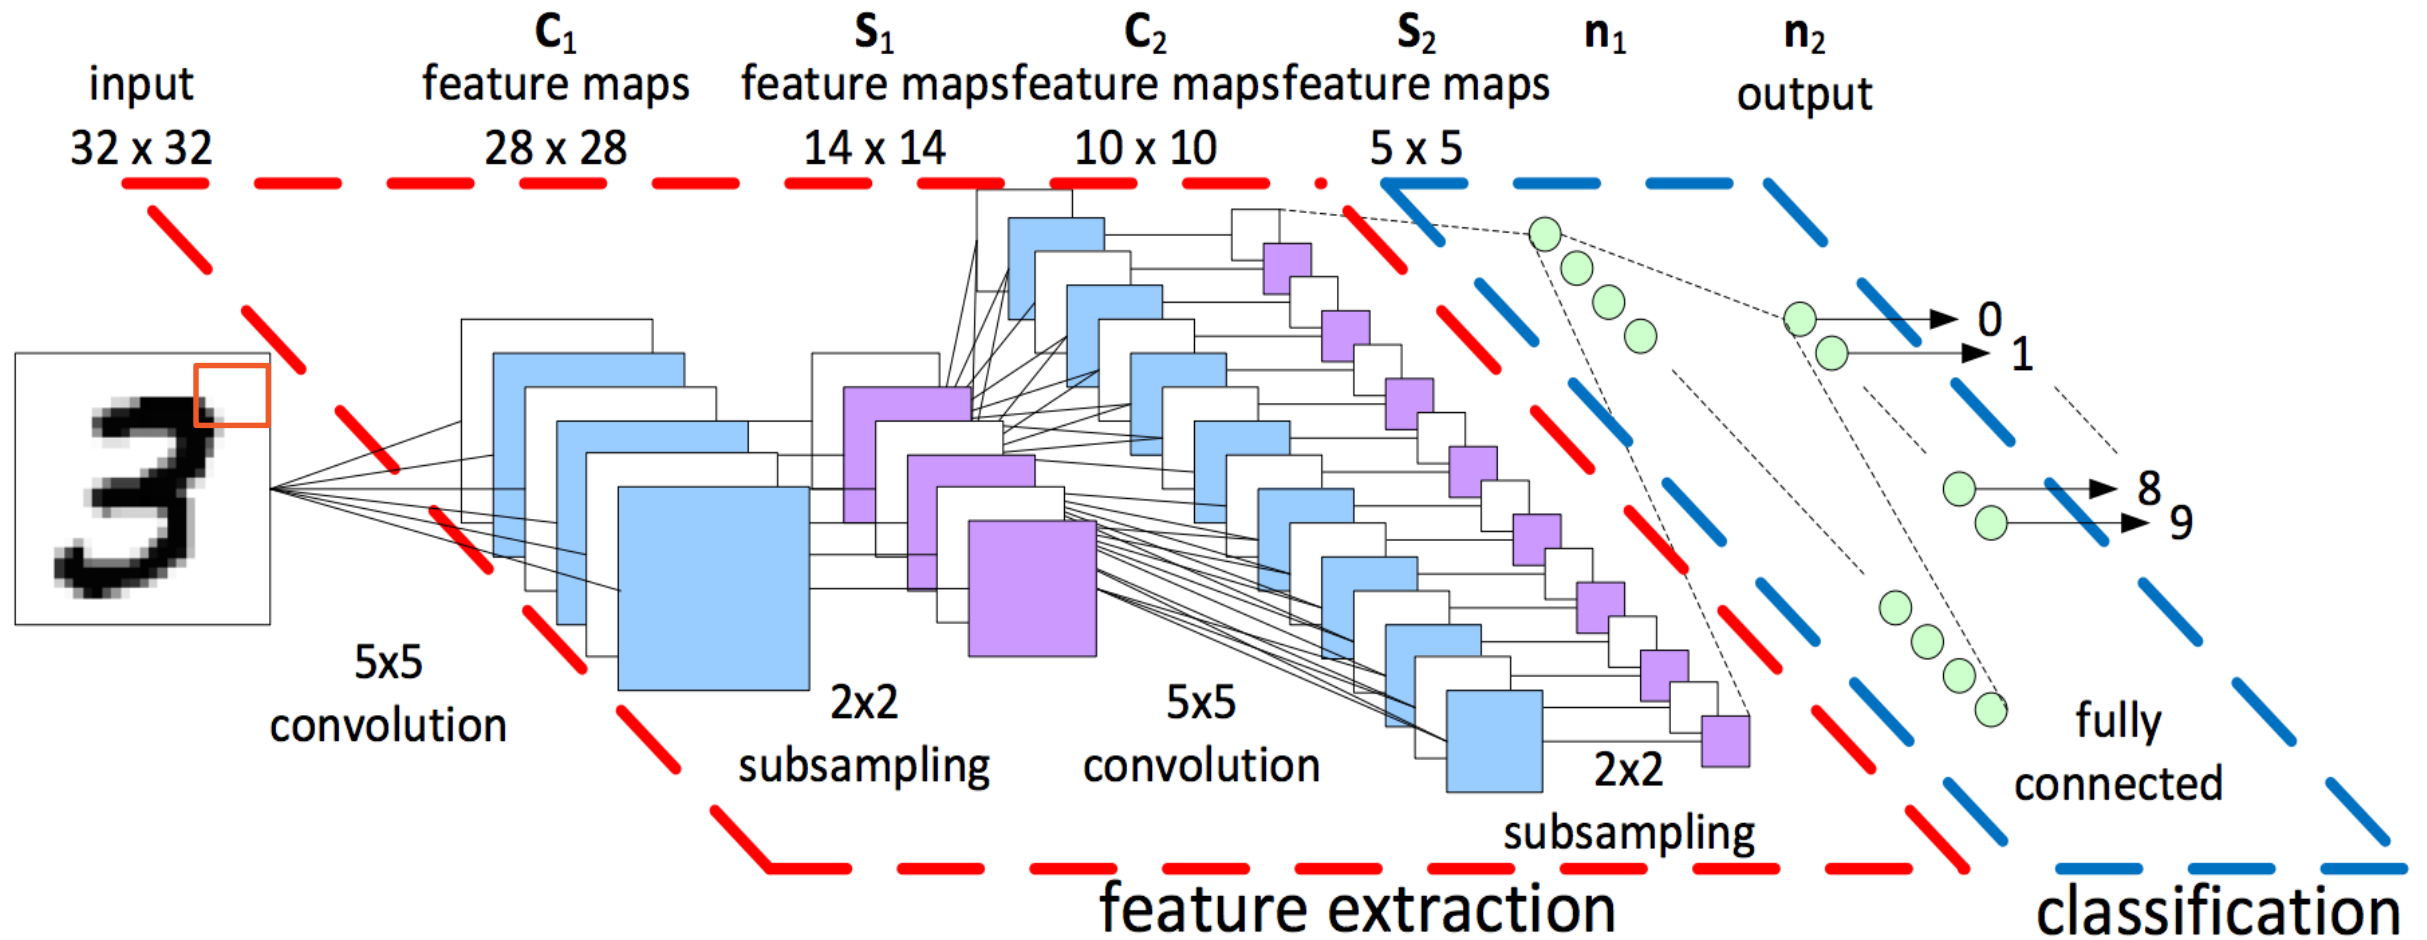 input
32 x 32
C1
feature maps
28 x 28
S1
feature maps
14 x 14
C2
feature maps
10 x 10
S2
feature maps
5 x 5
n1
n2
output
0
1
8
9
5x5
convolution
2x2
subsampling
5x5
convolution
2x2
subsampling
fully
connected
feature extraction
classification